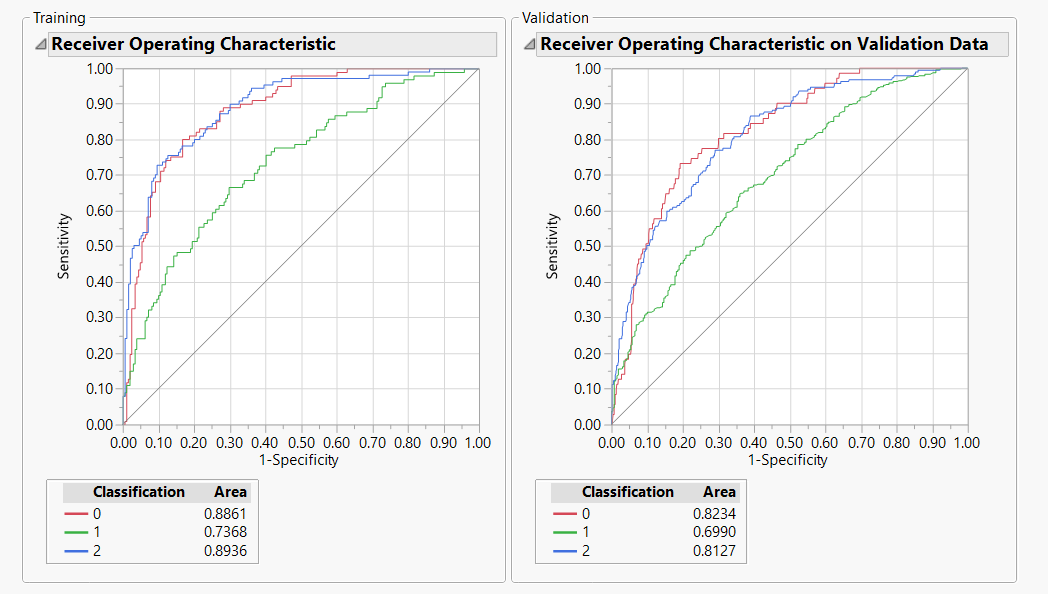 Training
Receiver Operating Characteristic
1.00
0.90
0.80
0.70
0.60
0.50
0.40
0.30
0.20
0.10
0.00
Sensitivity
0.00 0.10 0.20 0.30 0.40 0.50 0.60 0.70 0.80 0.90 1.00
1-Specificity
Classification Area
0 0.8861
1 0.7368
2 0.8936
Validation
Receiver Operating Characteristic on Validation Data
1.00
0.90
0.80
0.70
0.60
0.50
0.40
0.30
0.20
0.10
0.00
Sensitivity
0.00 0.10 0.20 0.30 0.40 0.50 0.60 0.70 0.80 0.90 1.00
1-Specificity
Classification Area
0 0.8234
1 0.6990
2 0.8127